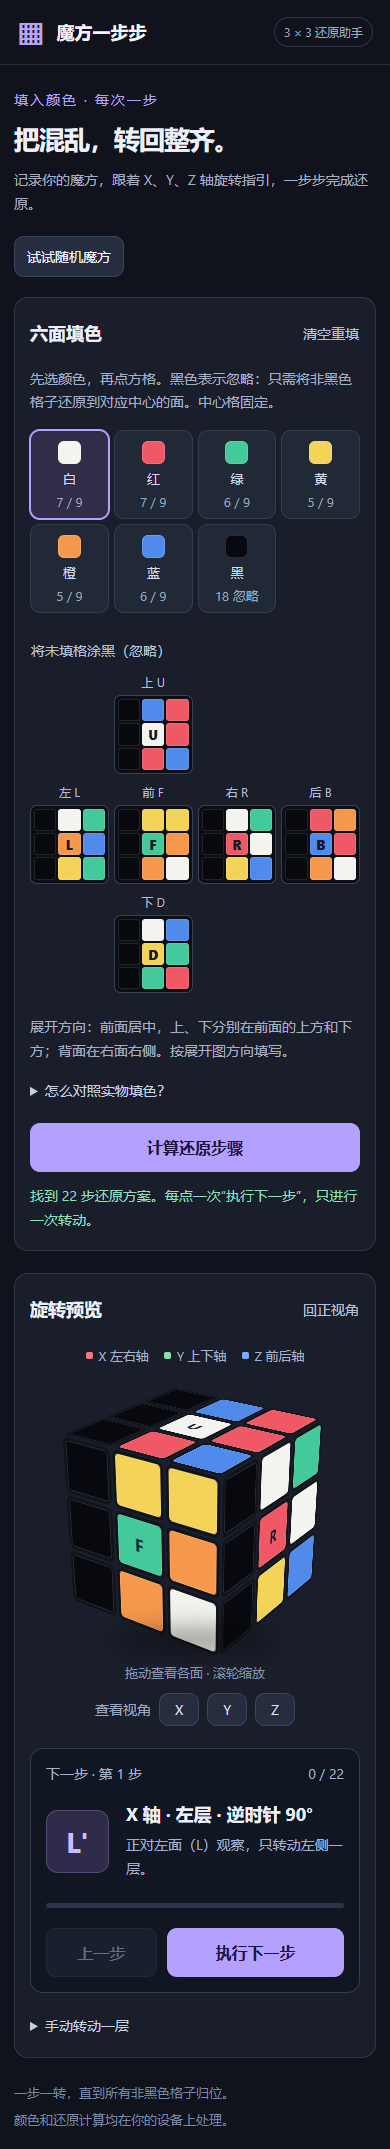 魔方一步步
3 × 3 还原助手
填入颜色 · 每次一步
把混乱，转回整齐。
记录你的魔方，跟着 X、Y、Z 轴旋转指引，一步步完成还
原。
试试随机魔方
六面填色
清空重填
先选颜色，再点方格。黑色表示忽略：只需将非黑色
格子还原到对应中心的面。中心格固定。
白 红 绿 黄
7 / 9 7 / 9 6 / 9 5 / 9
橙 蓝 黑
5 / 9 6 / 9 18 忽略
将未填格涂黑（忽略）
上 U
U
左 L 前 F 右 R 后 B
L F R B
下 D
D
展开方向：前面居中，上、下分别在前面的上方和下
方；背面在右面右侧。按展开图方向填写。
▶ 怎么对照实物填色？
计算还原步骤
找到 22 步还原方案。每点一次“执行下一步”，只进行
一次转动。
旋转预览
回正视角
X 左右轴 Y 上下轴 Z 前后轴
U
F R
拖动查看各面 · 滚轮缩放
查看视角 X Y Z
下一步 · 第 1 步
0 / 22
L'
X 轴 · 左层 · 逆时针 90°
正对左面（L）观察，只转动左侧一
层。
上一步
执行下一步
▶ 手动转动一层
一步一转，直到所有非黑色格子归位。
颜色和还原计算均在你的设备上处理。